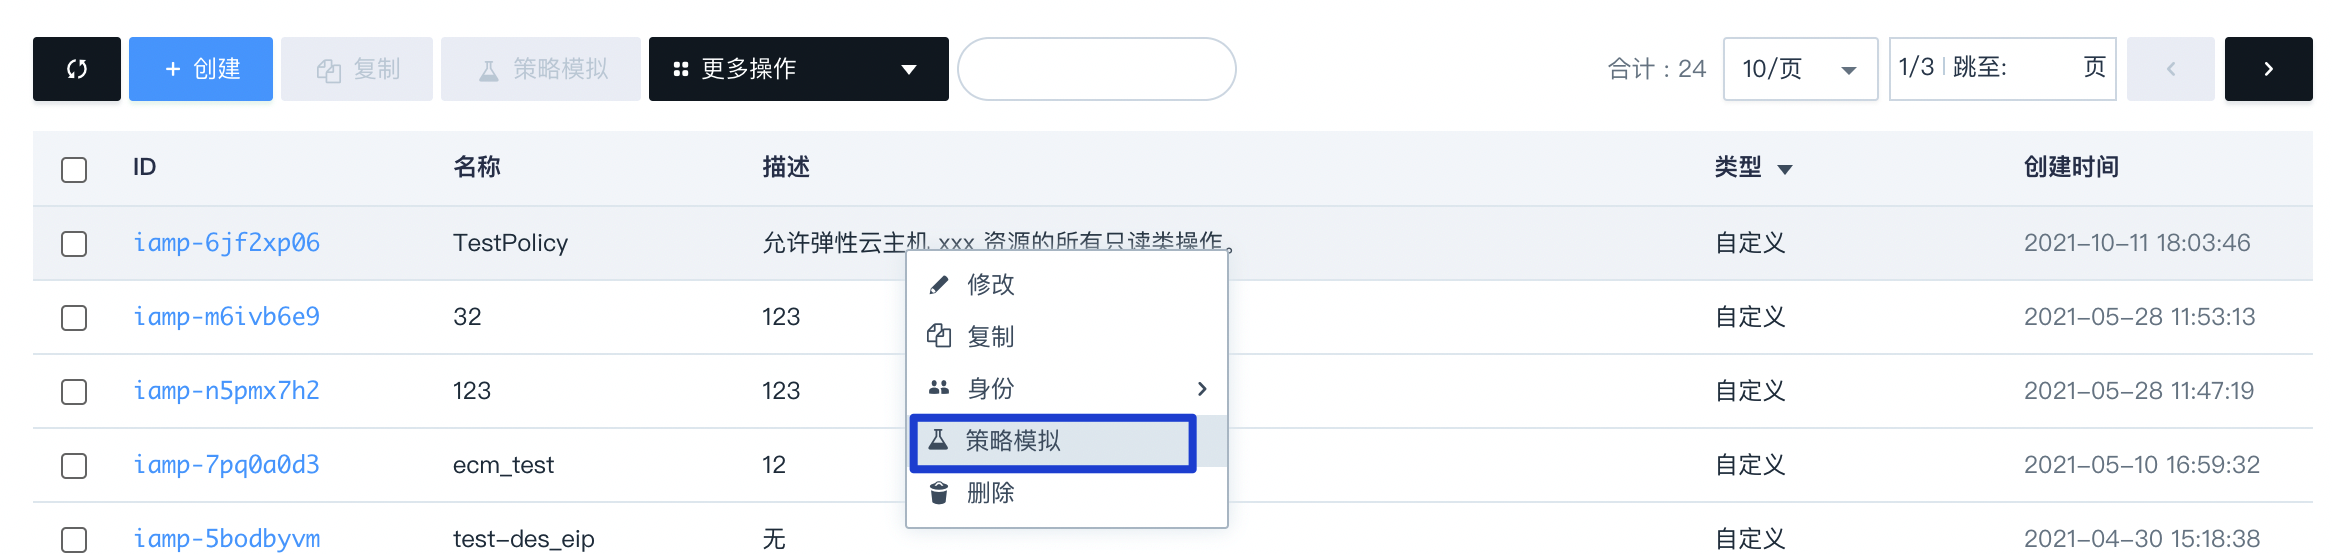 + 创建 复制 策略模拟 更多操作 合计：24 10/页 1/3 跳至: 页
ID 名称 描述 类型 创建时间
iamp-6jf2xp06 TestPolicy 允许弹性云主机 xxx 资源的所有只读类操作。 自定义 2021-10-11 18:03:46
修改
iamp-m6ivb6e9 32 123 自定义 2021-05-28 11:53:13
复制
iamp-n5pmx7h2 123 123 自定义 2021-05-28 11:47:19
身份
策略模拟
iamp-7pq0a0d3 ecm_test 12 自定义 2021-05-10 16:59:32
删除
iamp-5bodbyvm test-des_eip 无 自定义 2021-04-30 15:18:38